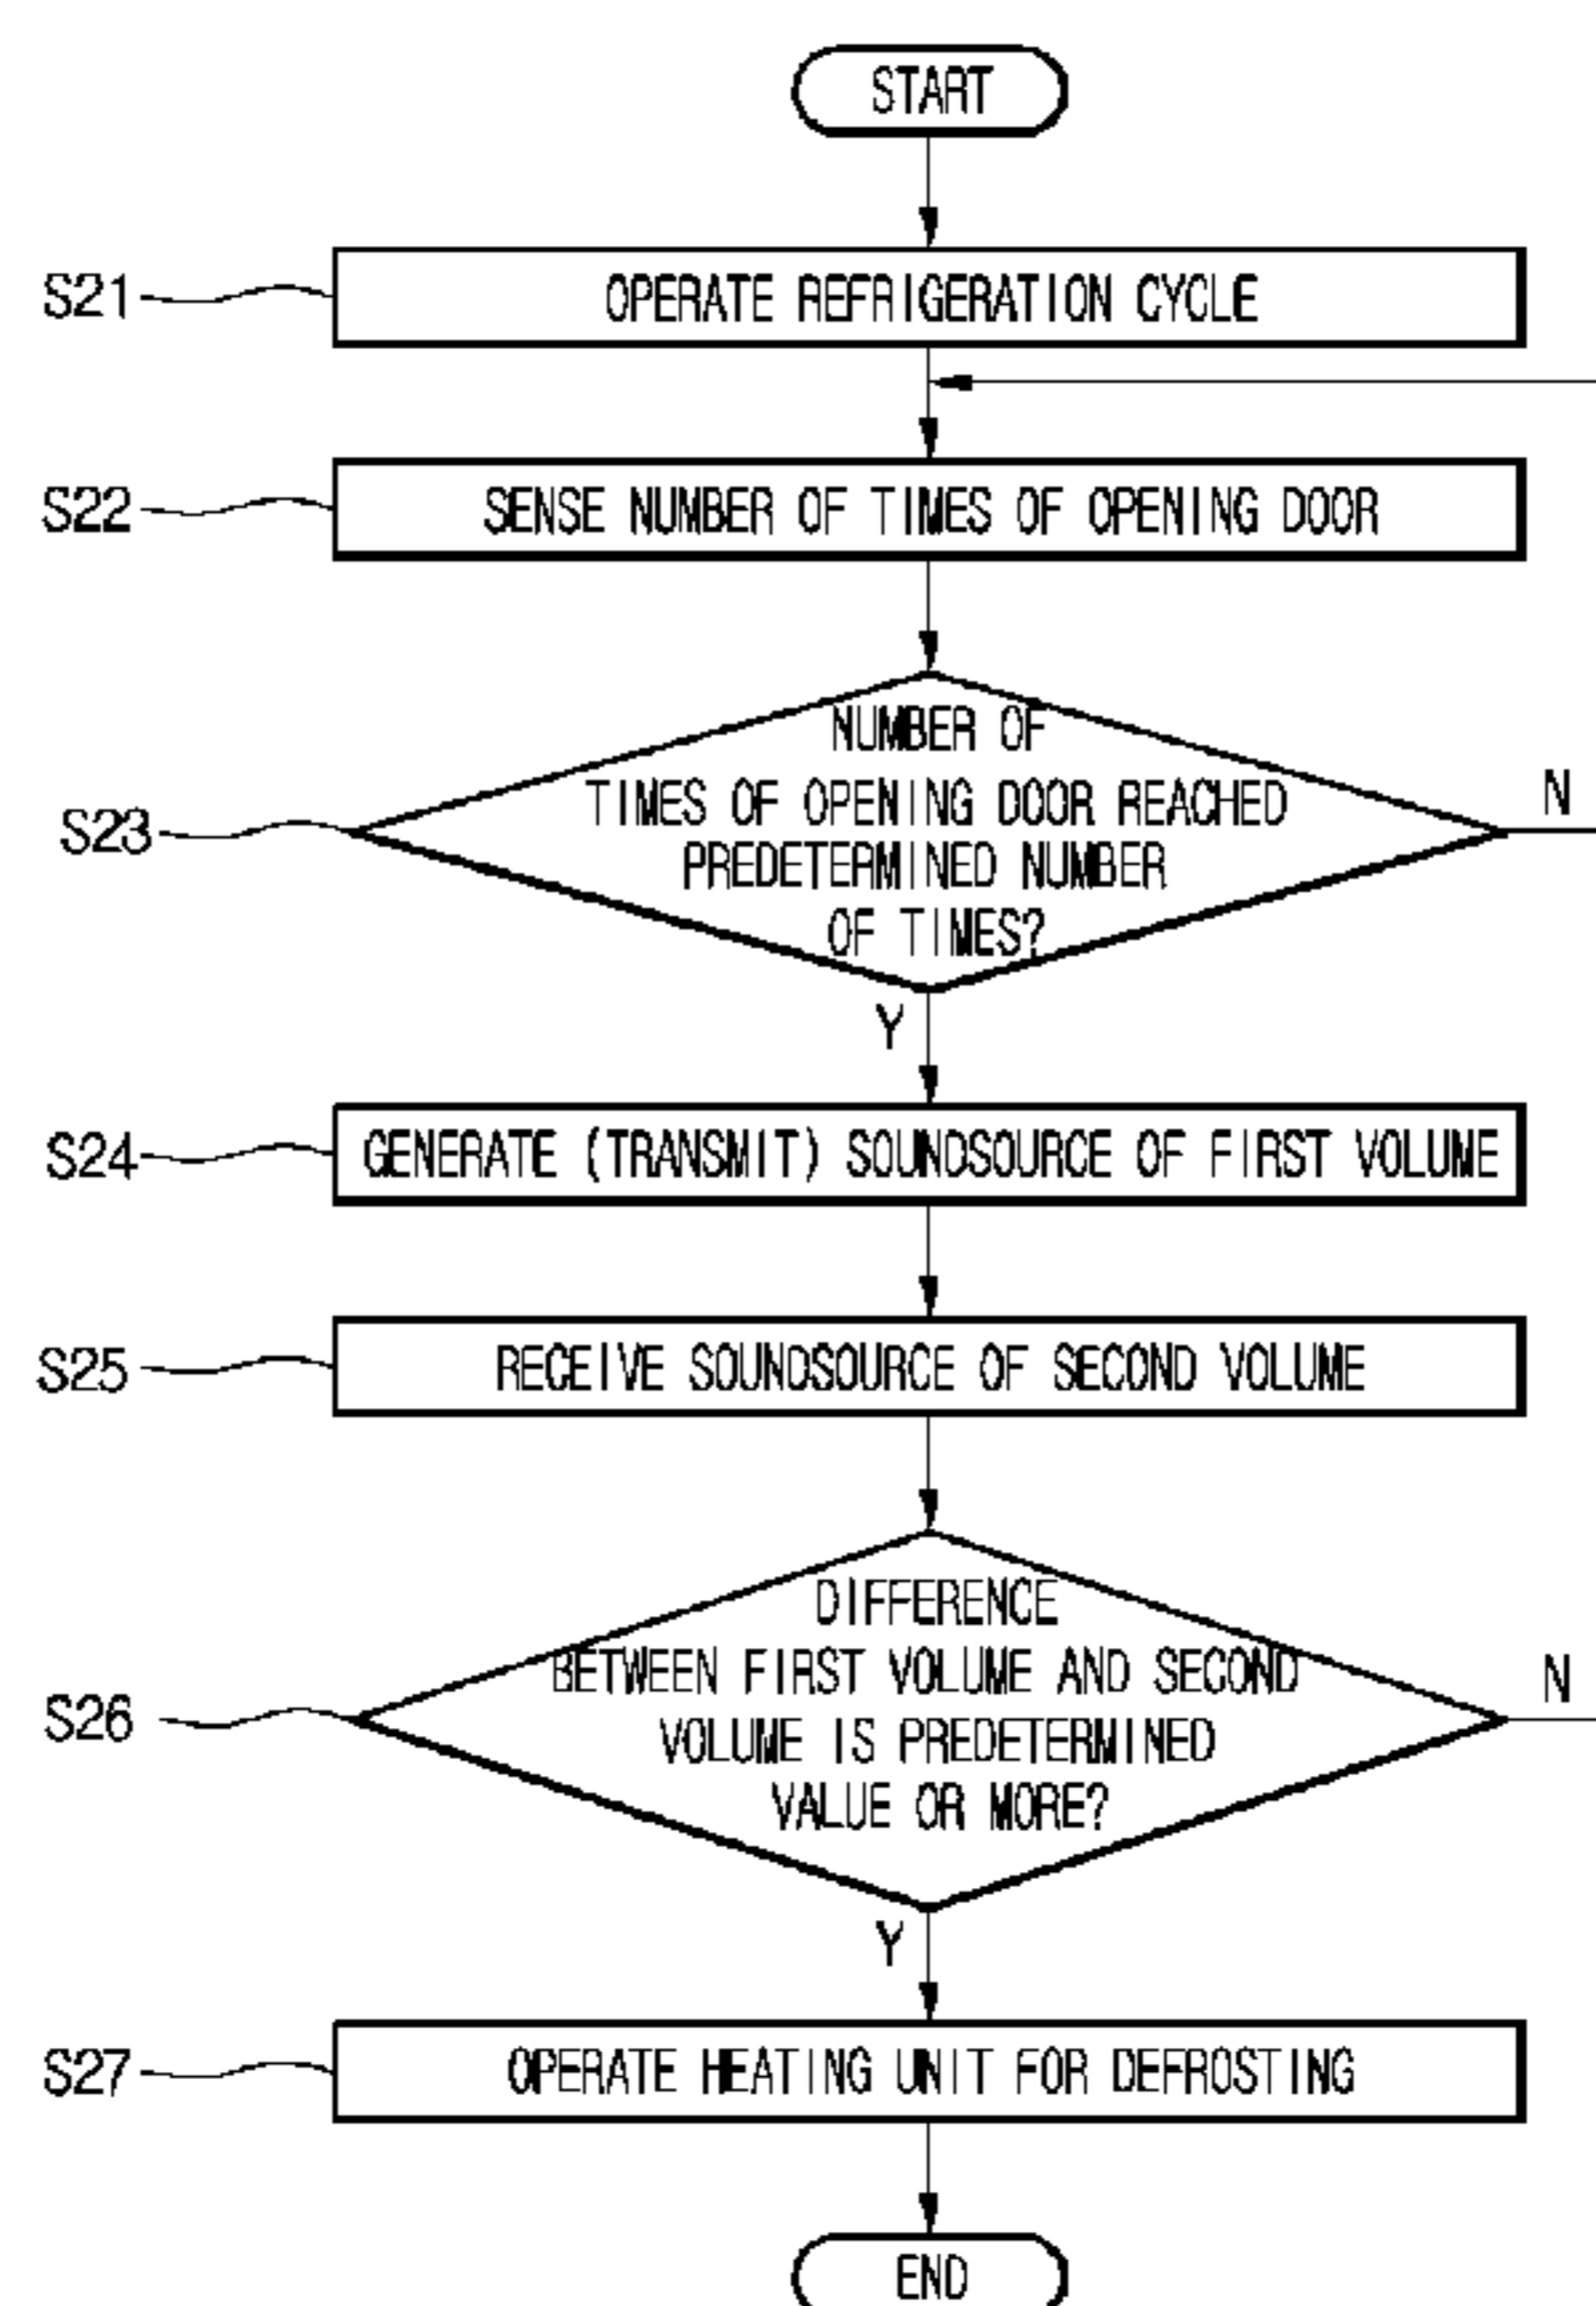 START
S21
OPERATE REFRIGERATION CYCLE
S22
SENSE NUMBER OF TIMES OF OPENING DOOR
S23
NUMBER OF
TIMES OF OPENING DOOR REACHED
PREDETERMINED NUMBER
OF TIMES?
N
Y
S24
GENERATE (TRANSMIT) SOUNDSOURCE OF FIRST VOLUME
S25
RECEIVE SOUNDSOURCE OF SECOND VOLUME
S26
DIFFERENCE
BETWEEN FIRST VOLUME AND SECOND
VOLUME IS PREDETERMINED
VALUE OR MORE?
N
Y
S27
OPERATE HEATING UNIT FOR DEFROSTING
END